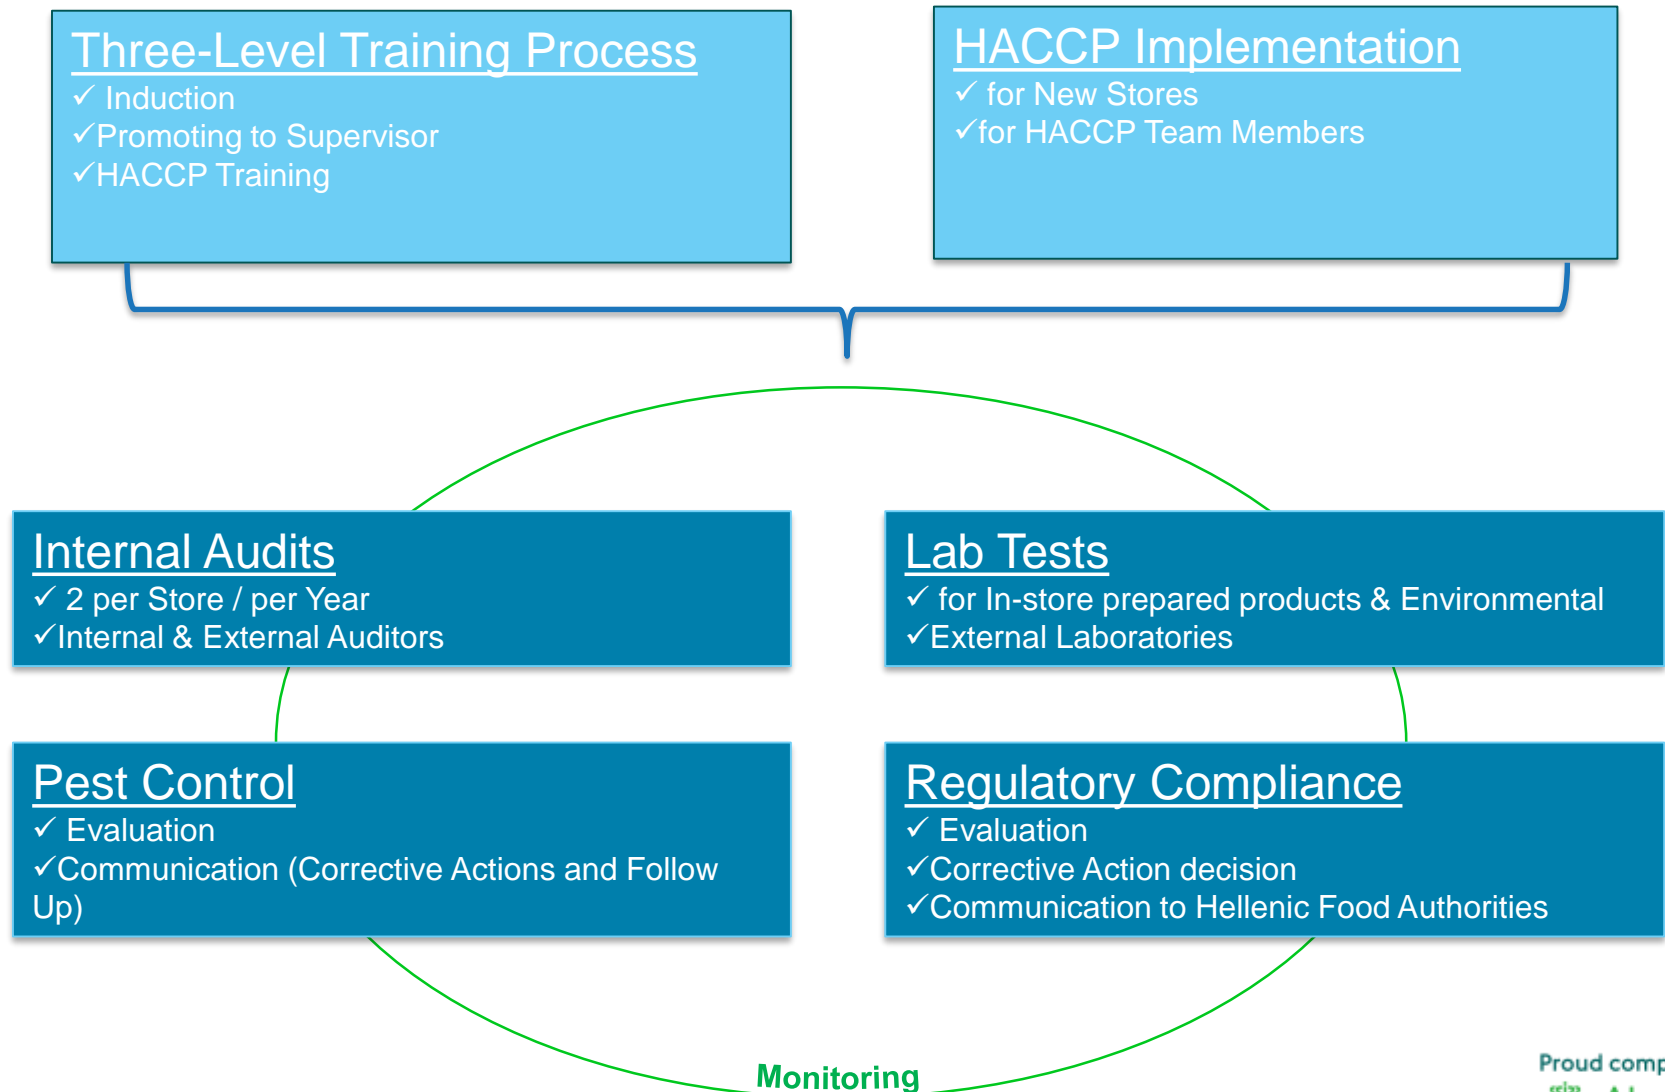 Three-Level Training Process
✓ Induction
✓Promoting to Supervisor
✓HACCP Training
HACCP Implementation
✓ for New Stores
✓for HACCP Team Members
Internal Audits
✓ 2 per Store / per Year
✓Internal & External Auditors
Lab Tests
✓ for In-store prepared products & Environmental
✓External Laboratories
Pest Control
✓ Evaluation
✓Communication (Corrective Actions and Follow
Up)
Regulatory Compliance
✓ Evaluation
✓Corrective Action decision
✓Communication to Hellenic Food Authorities
Monitoring
Proud